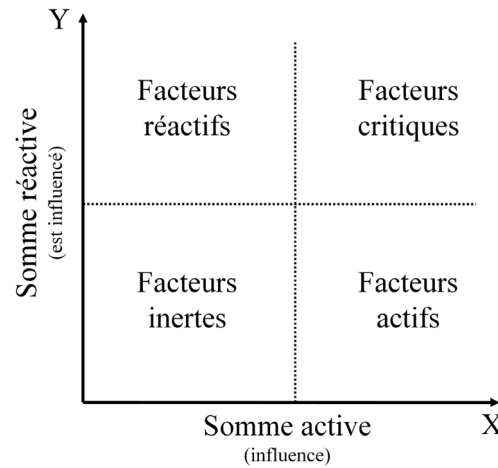 Y
Facteurs
réactifs
Facteurs
critiques
Somme réactive
(est influencé)
Facteurs
inertes
Facteurs
actifs
X
Somme active
(influence)